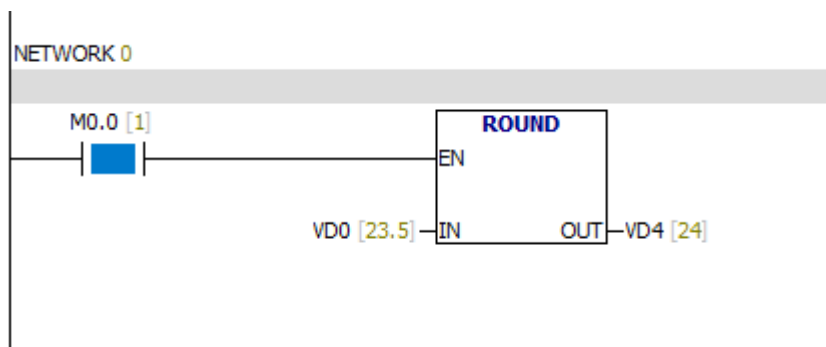 NETWORK 0
M0.0 [1]
ROUND
EN
VD0 [23.5] IN OUT VD4 [24]